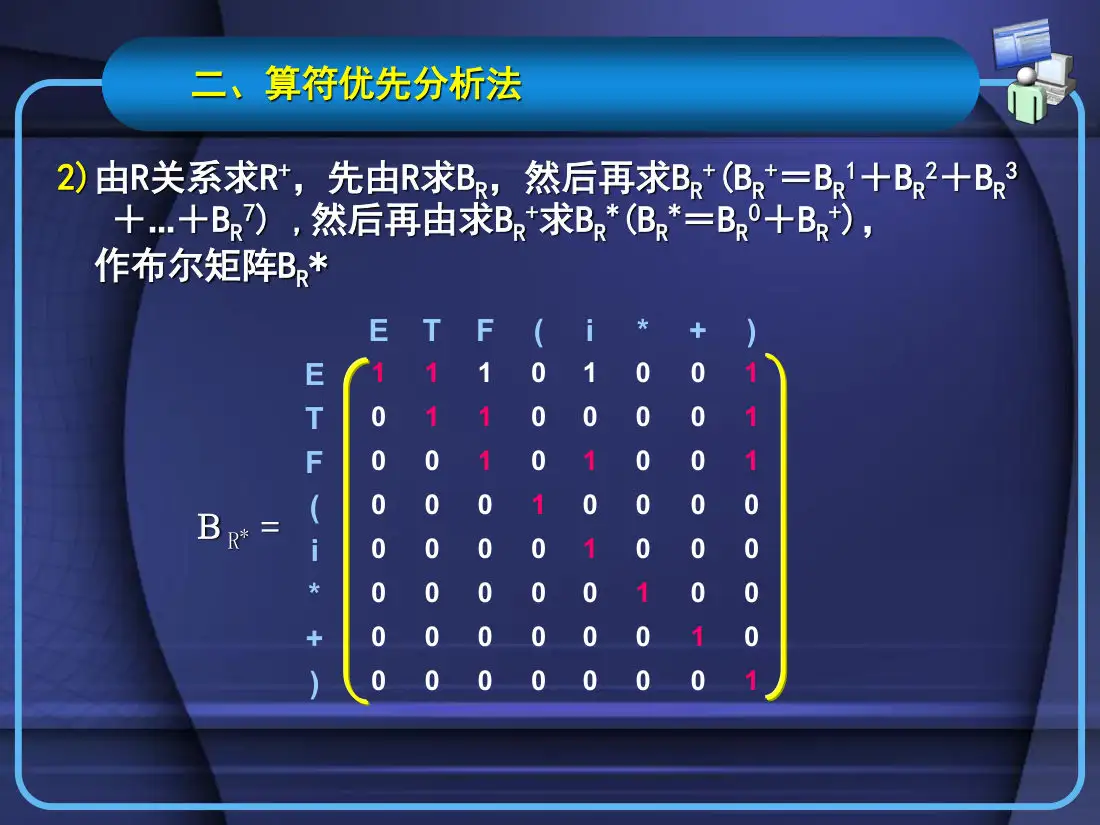 二、算符优先分析法
2)由R关系求R⁺，先由R求B_R，然后再求B_R⁺(B_R⁺＝B_R¹＋B_R²＋B_R³
＋…＋B_R⁷) ,然后再由求B_R⁺求B_R*(B_R*＝B_R⁰＋B_R⁺)，
作布尔矩阵B_R*
E T F ( i * + )
E 1 1 1 0 1 0 0 1
T 0 1 1 0 0 0 0 1
F 0 0 1 0 1 0 0 1
( 0 0 0 1 0 0 0 0
B R* =
i 0 0 0 0 1 0 0 0
* 0 0 0 0 0 1 0 0
+ 0 0 0 0 0 0 1 0
) 0 0 0 0 0 0 0 1